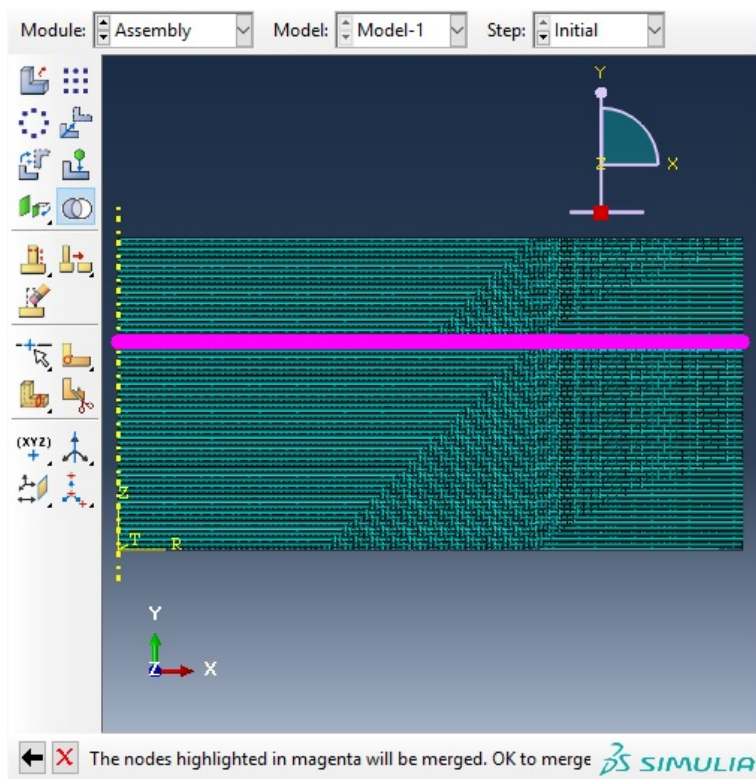 Module: Assembly Model: Model-1 Step: Initial
Y
Z X
(XYZ)
Z
T R
Y
Z X
The nodes highlighted in magenta will be merged. OK to merge SIMULIA